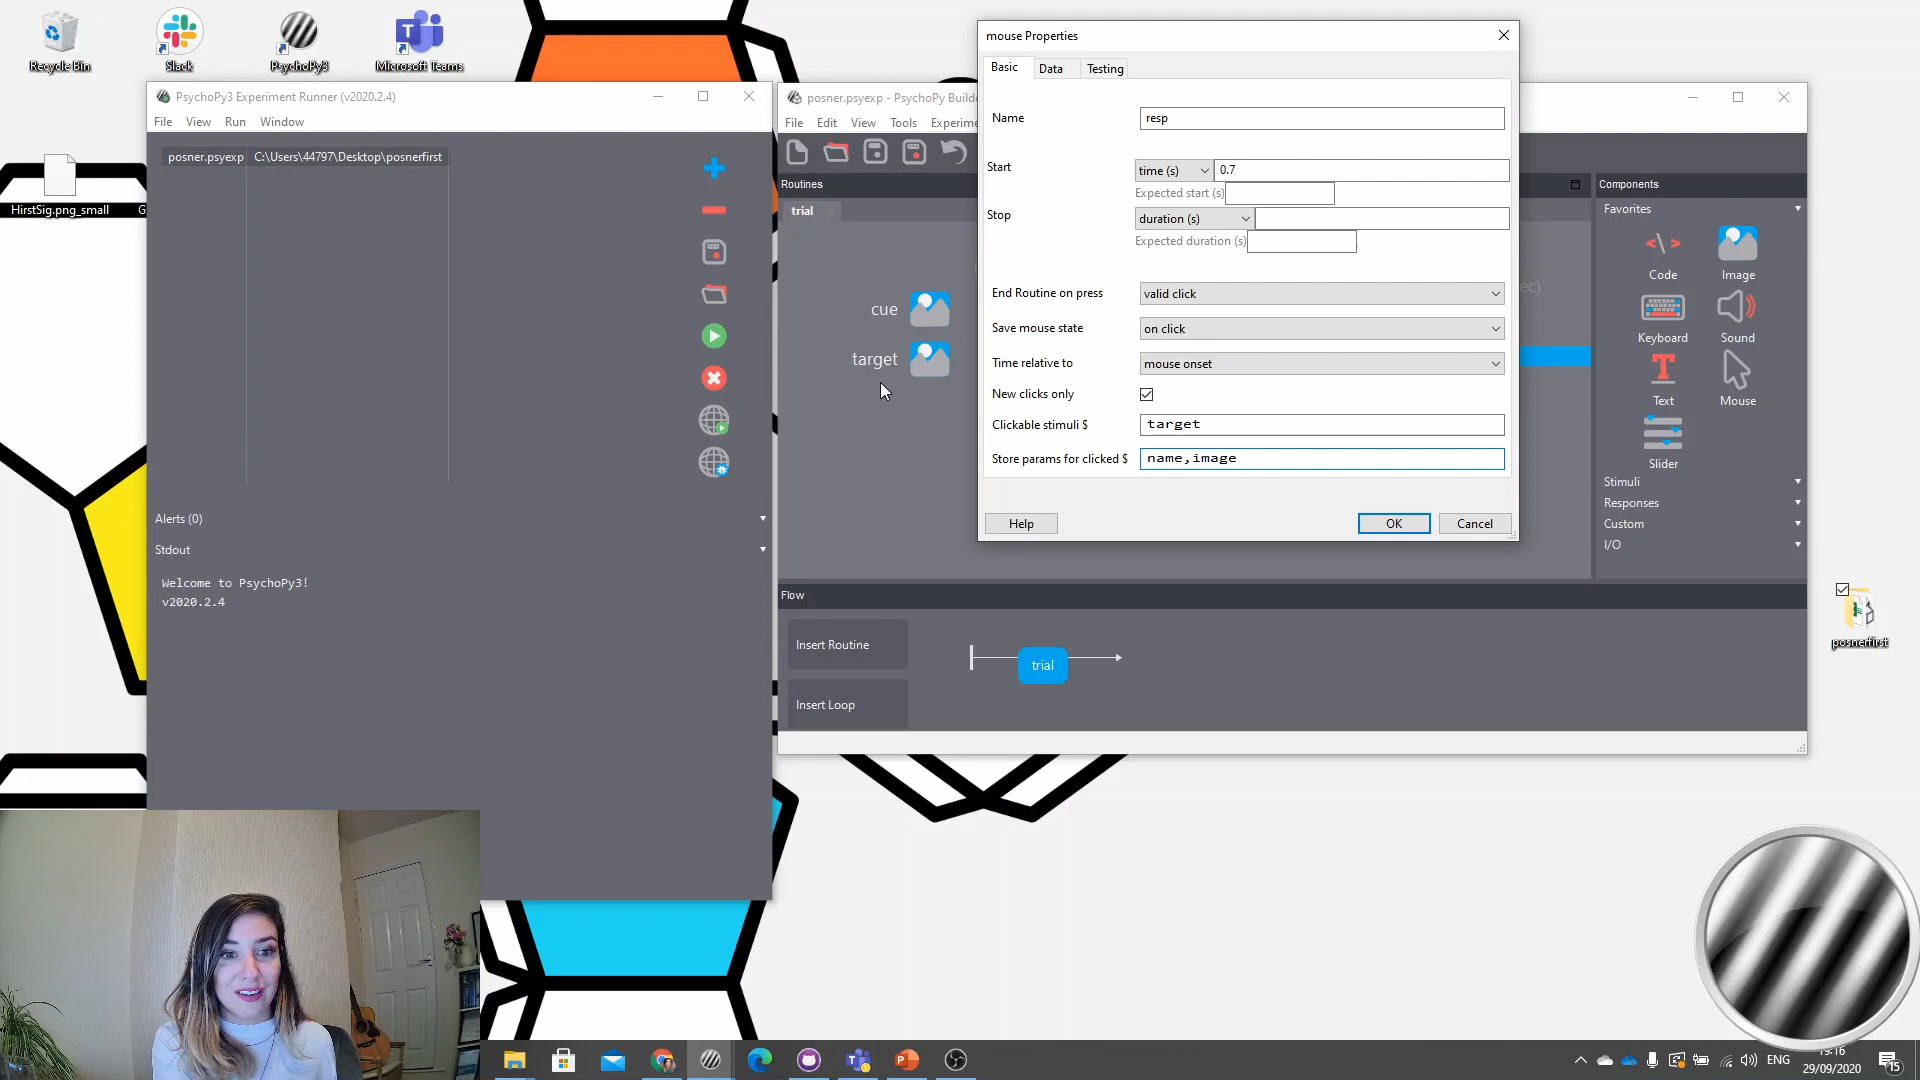 Recycle Bin
Slack
PsychoPy3
Microsoft Teams
HirstSig.png_small
G
PsychoPy3 Experiment Runner (v2020.2.4)
File View Run Window
posner.psyexp C:\Users\44797\Desktop\posnerfirst
Alerts (0)
Stdout
Welcome to PsychoPy3!
v2020.2.4
posner.psyexp - PsychoPy Builde
File Edit View Tools Experime
Routines
trial
cue
target
ec)
mouse Properties
Basic Data Testing
Name resp
Start time (s) 0.7
Expected start (s)
Stop duration (s)
Expected duration (s)
End Routine on press valid click
Save mouse state on click
Time relative to mouse onset
New clicks only
Clickable stimuli $ target
Store params for clicked $ name,image
Help OK Cancel
Components
Favorites
Code Image
Keyboard Sound
Text Mouse
Slider
Stimuli
Responses
Custom
I/O
Flow
Insert Routine
Insert Loop
trial
posnerfirst
ENG
19:16
29/09/2020
15